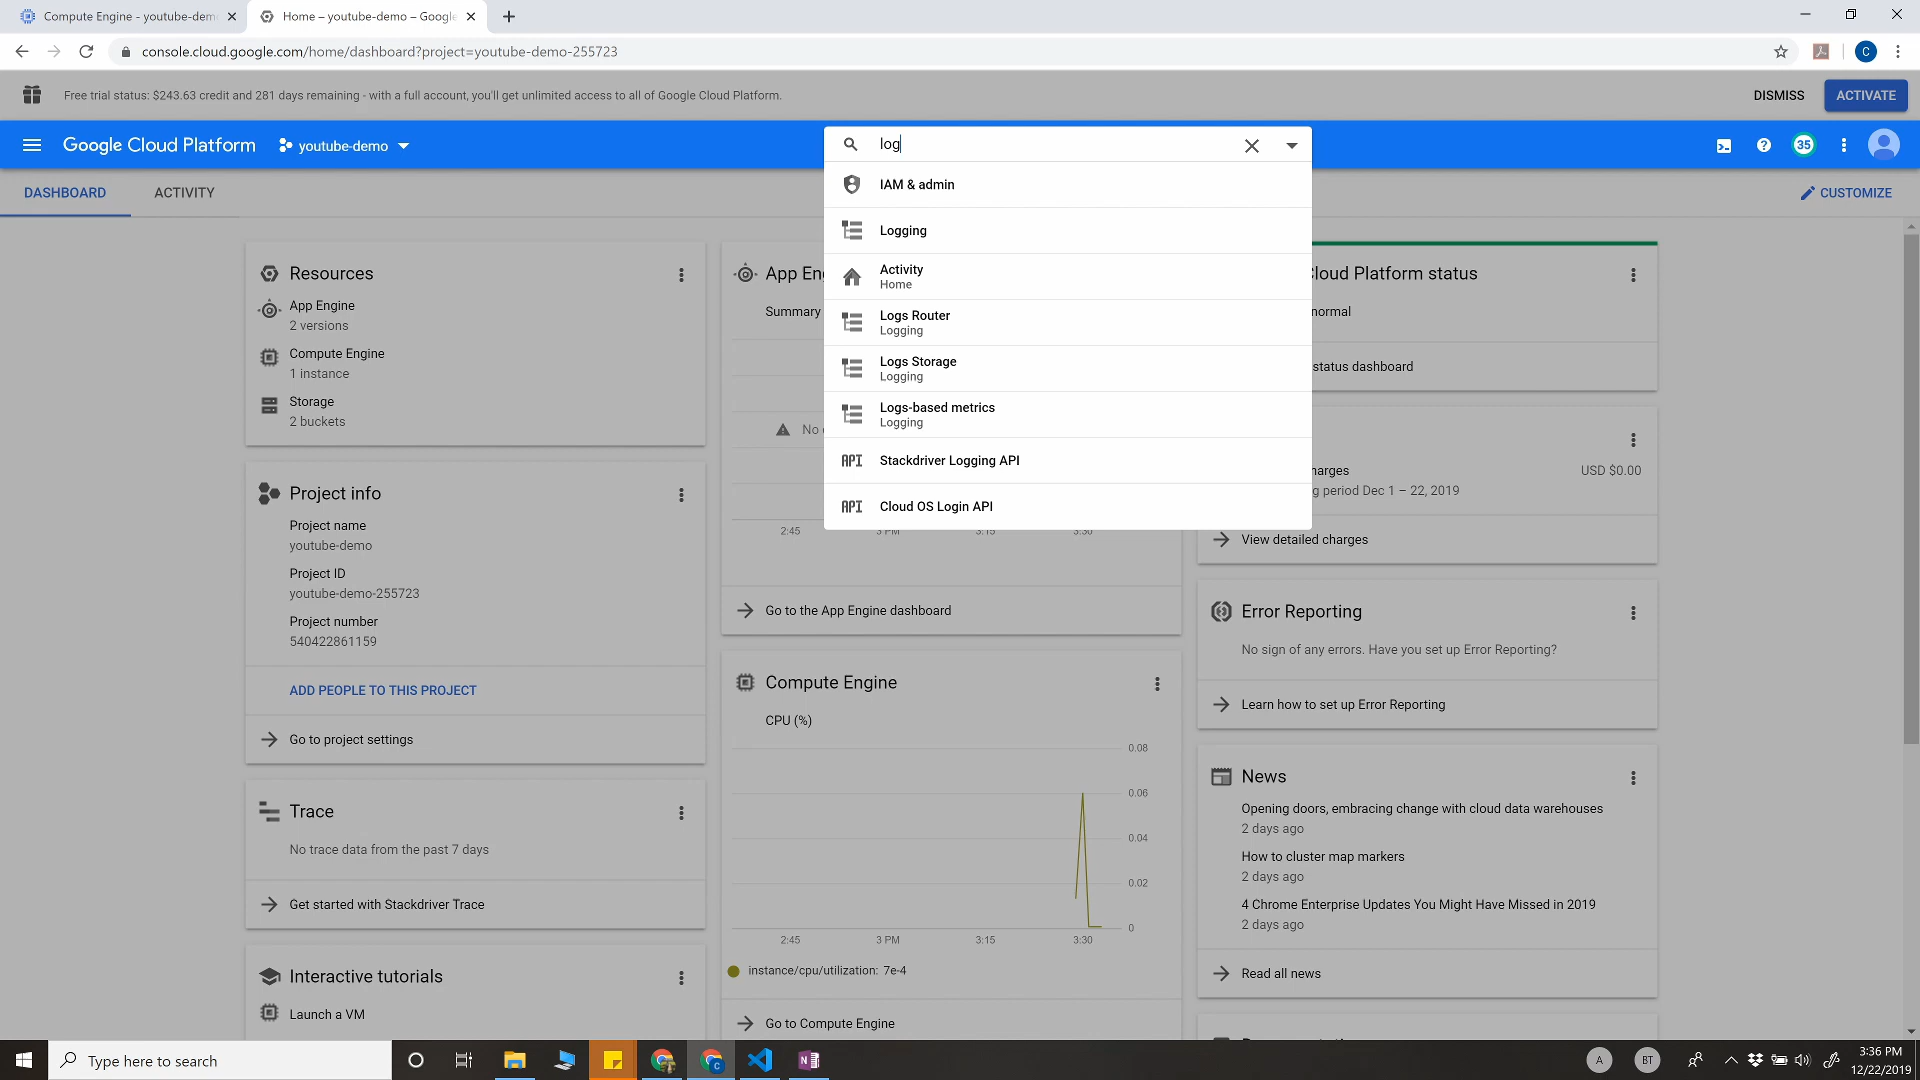 Compute Engine - youtube-dem
Home – youtube-demo – Google
console.cloud.google.com/home/dashboard?project=youtube-demo-255723
C
Free trial status: $243.63 credit and 281 days remaining - with a full account, you'll get unlimited access to all of Google Cloud Platform.
DISMISS
ACTIVATE
Google Cloud Platform
youtube-demo
log
35
DASHBOARD
ACTIVITY
CUSTOMIZE
IAM & admin
Logging
Activity
Home
Logs Router
Logging
Logs Storage
Logging
Logs-based metrics
Logging
API Stackdriver Logging API
API Cloud OS Login API
Resources
App Engine
2 versions
Compute Engine
1 instance
Storage
2 buckets
Project info
Project name
youtube-demo
Project ID
youtube-demo-255723
Project number
540422861159
ADD PEOPLE TO THIS PROJECT
Go to project settings
Trace
No trace data from the past 7 days
Get started with Stackdriver Trace
Interactive tutorials
Launch a VM
App En
Summary
No
2:45 3 PM 3:15 3:30
Go to the App Engine dashboard
Compute Engine
CPU (%)
0.08
0.06
0.04
0.02
0
2:45 3 PM 3:15 3:30
instance/cpu/utilization: 7e-4
Go to Compute Engine
Cloud Platform status
normal
status dashboard
harges
USD $0.00
g period Dec 1 – 22, 2019
View detailed charges
Error Reporting
No sign of any errors. Have you set up Error Reporting?
Learn how to set up Error Reporting
News
Opening doors, embracing change with cloud data warehouses
2 days ago
How to cluster map markers
2 days ago
4 Chrome Enterprise Updates You Might Have Missed in 2019
2 days ago
Read all news
Type here to search
A
BT
3:36 PM
12/22/2019